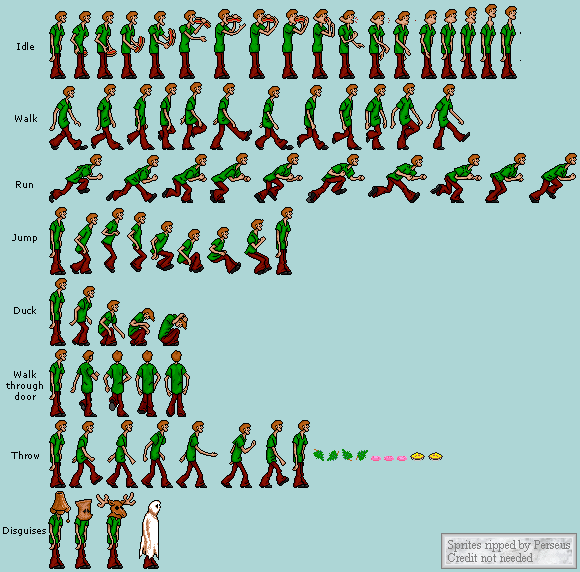 Idle
Walk
Run
Jump
Duck
Walk
through
door
Throw
Disguises
Sprites ripped by Perseus
Credit not needed